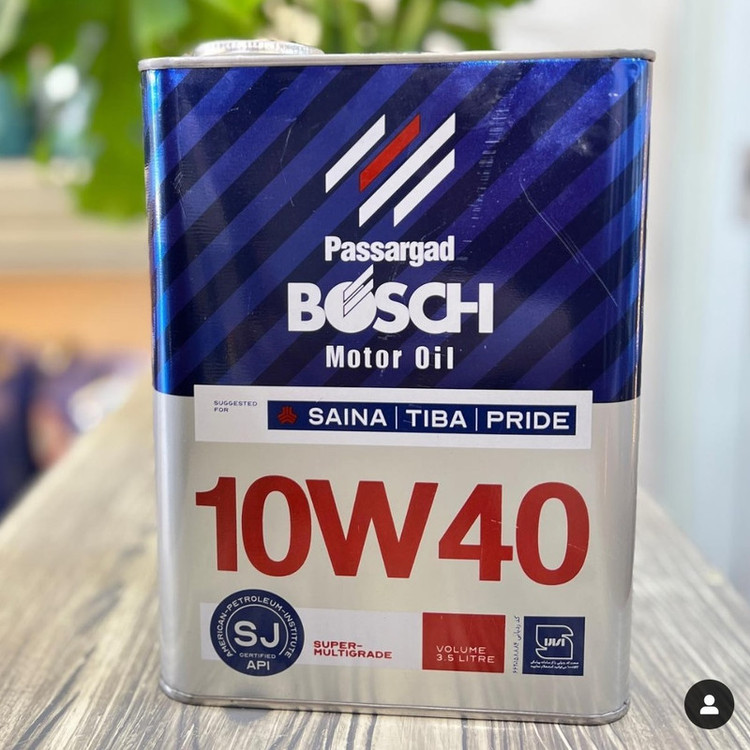 Passargad
BOSCH
Motor Oil
SUGGESTED
FOR
SAINA | TIBA | PRIDE
10W40
AMERICAN-PETROLEUM-INSTITUTE
SJ
CERTIFIED
API
SUPER-
MULTIGRADE
VOLUME
3.5 LITRE